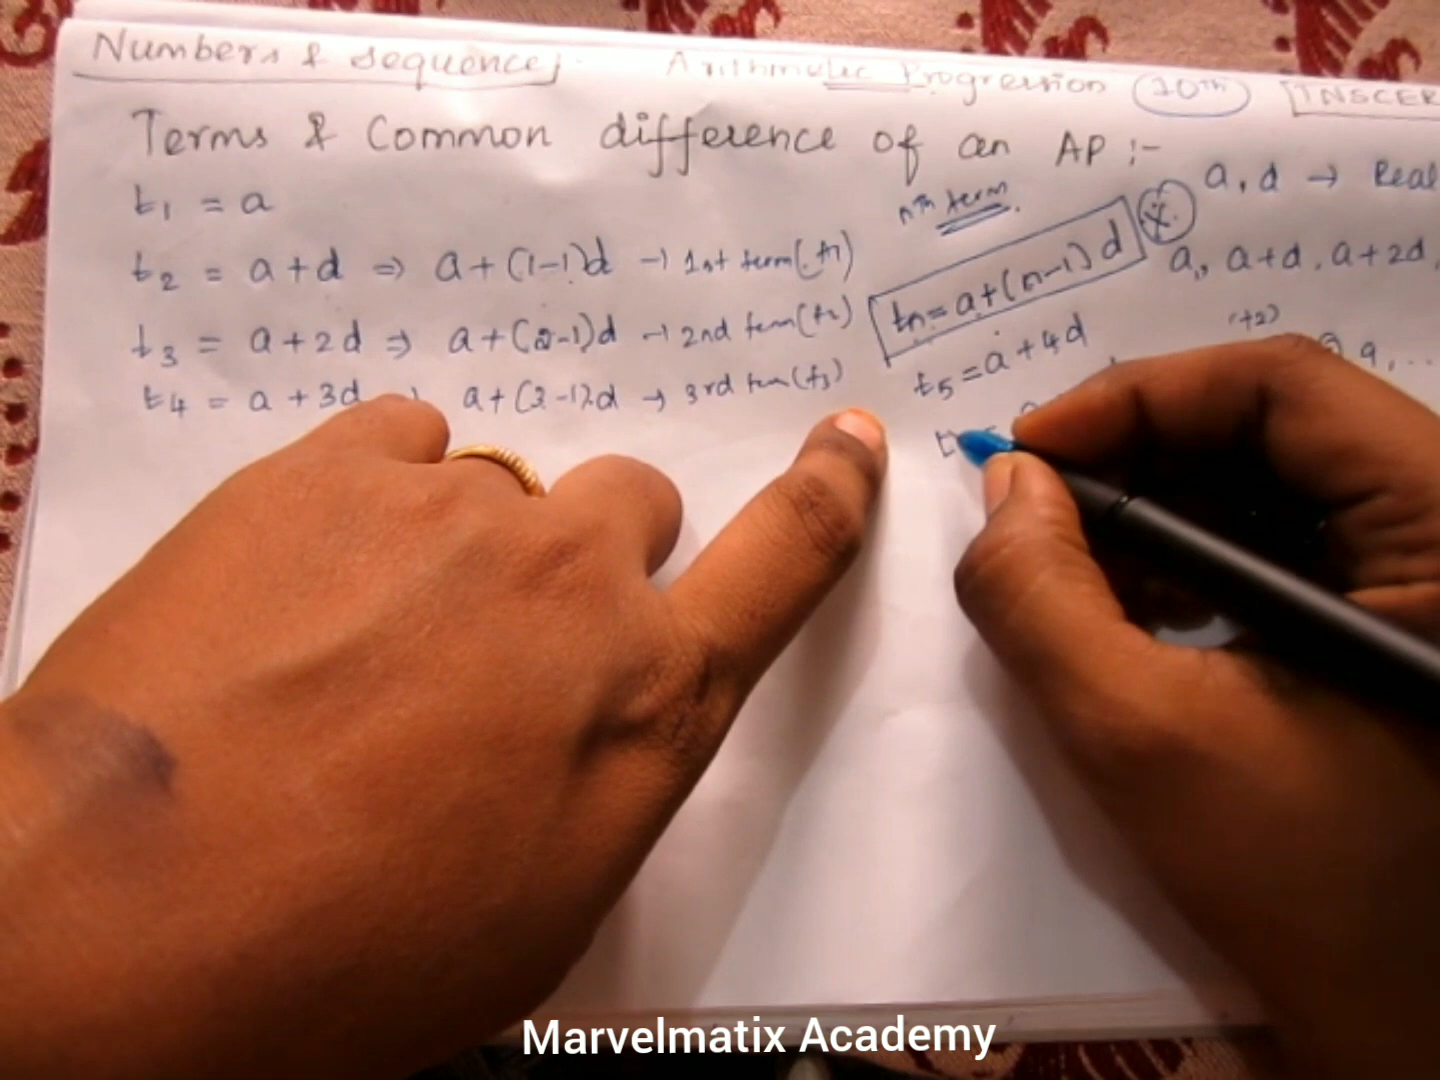 Numbers & sequences. Arithmetic Progression 10th TNSCER
Terms & Common difference of an AP :-
t1 = a
t2 = a+d ⇒ a+(1-1)d → 1st term(t1)
t3 = a+2d ⇒ a+(2-1)d → 2nd term(t2)
t4 = a+3d a+(3-1)d → 3rd term(t3)
nth term.
tn=a+(n-1)d
t5=a+4d
a, d → Real
a, a+d, a+2d,
(+2)
9, ...
Marvelmatix Academy